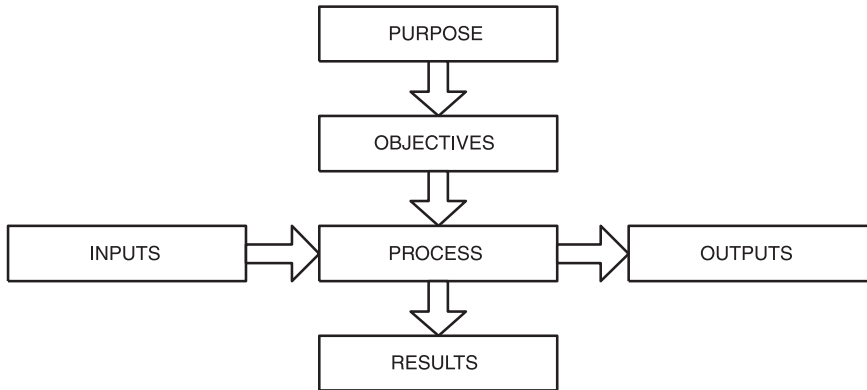 PURPOSE
OBJECTIVES
INPUTS
PROCESS
OUTPUTS
RESULTS